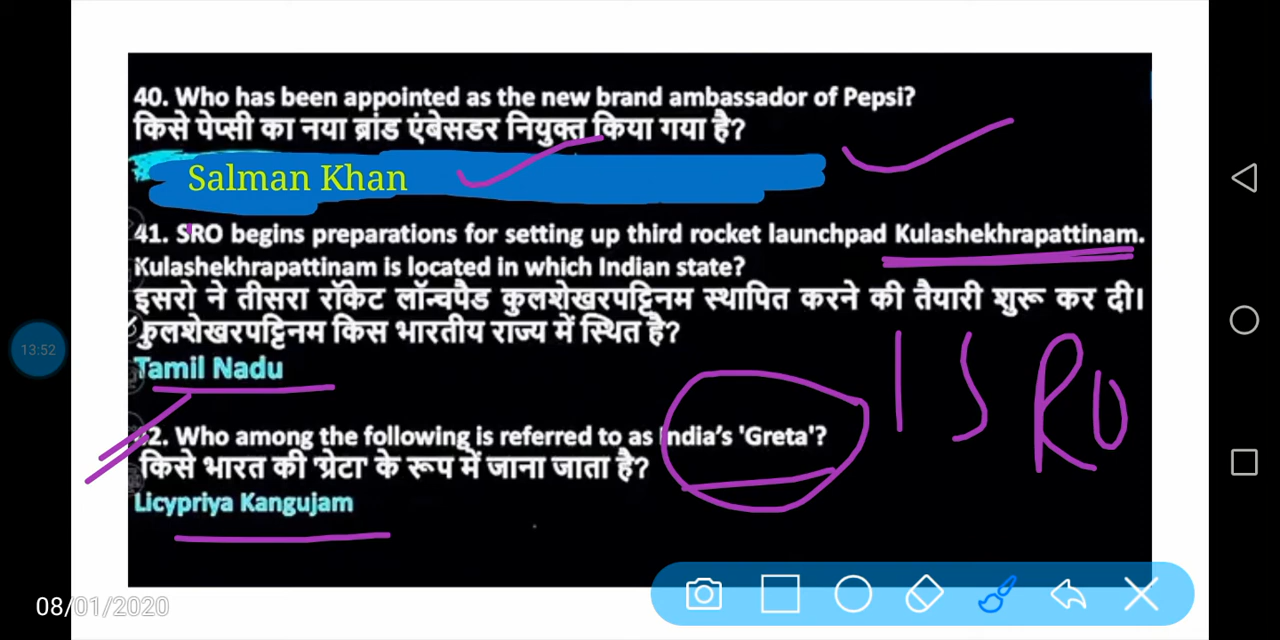 40. Who has been appointed as the new brand ambassador of Pepsi?
किसे पेप्सी का नया ब्रांड एंबेसडर नियुक्त किया गया है?
Salman Khan
41. SRO begins preparations for setting up third rocket launchpad Kulashekhrapattinam.
Kulashekhrapattinam is located in which Indian state?
इसरो ने तीसरा रॉकेट लॉन्चपैड कुलशेखरपट्टिनम स्थापित करने की तैयारी शुरू कर दी।
कुलशेखरपट्टिनम किस भारतीय राज्य में स्थित है?
13:52
Tamil Nadu
ISRO
42. Who among the following is referred to as India's 'Greta'?
किसे भारत की 'ग्रेटा' के रूप में जाना जाता है?
Licypriya Kangujam
08/01/2020